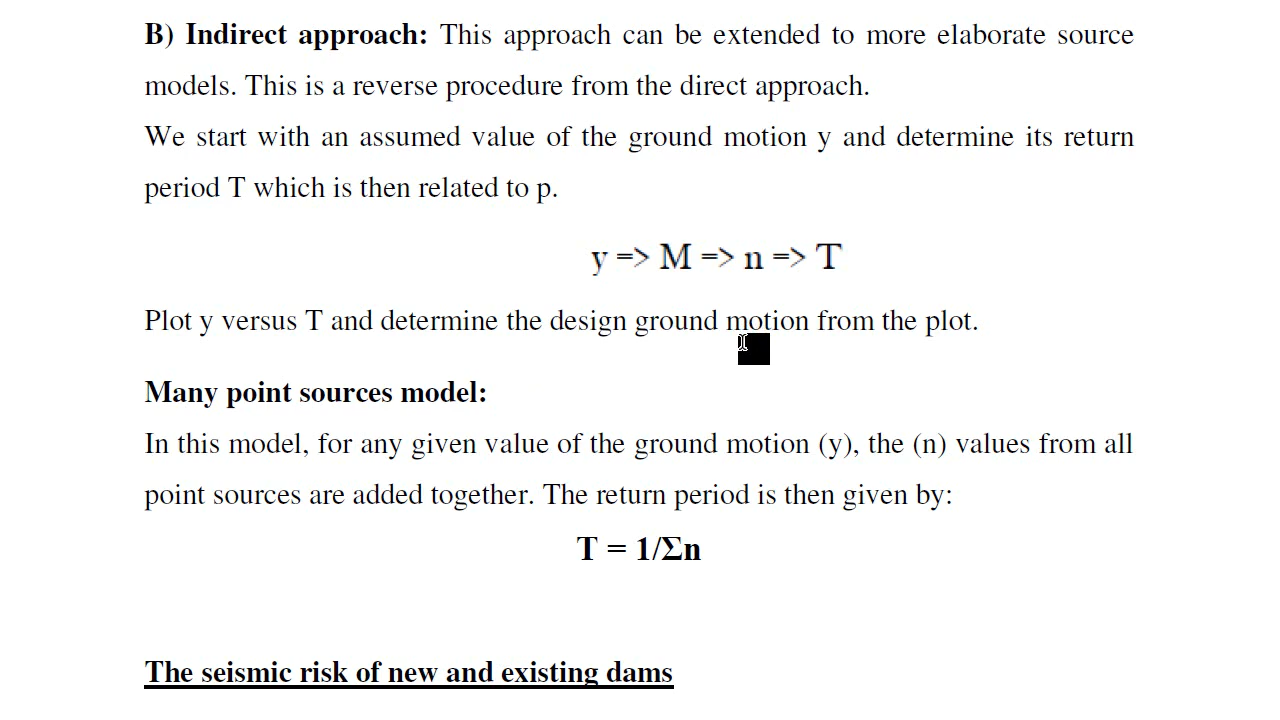 B) Indirect approach: This approach can be extended to more elaborate source
models. This is a reverse procedure from the direct approach.
We start with an assumed value of the ground motion y and determine its return
period T which is then related to p.
y => M => n => T
Plot y versus T and determine the design ground motion from the plot.
Many point sources model:
In this model, for any given value of the ground motion (y), the (n) values from all
point sources are added together. The return period is then given by:
T = 1/Σn
The seismic risk of new and existing dams